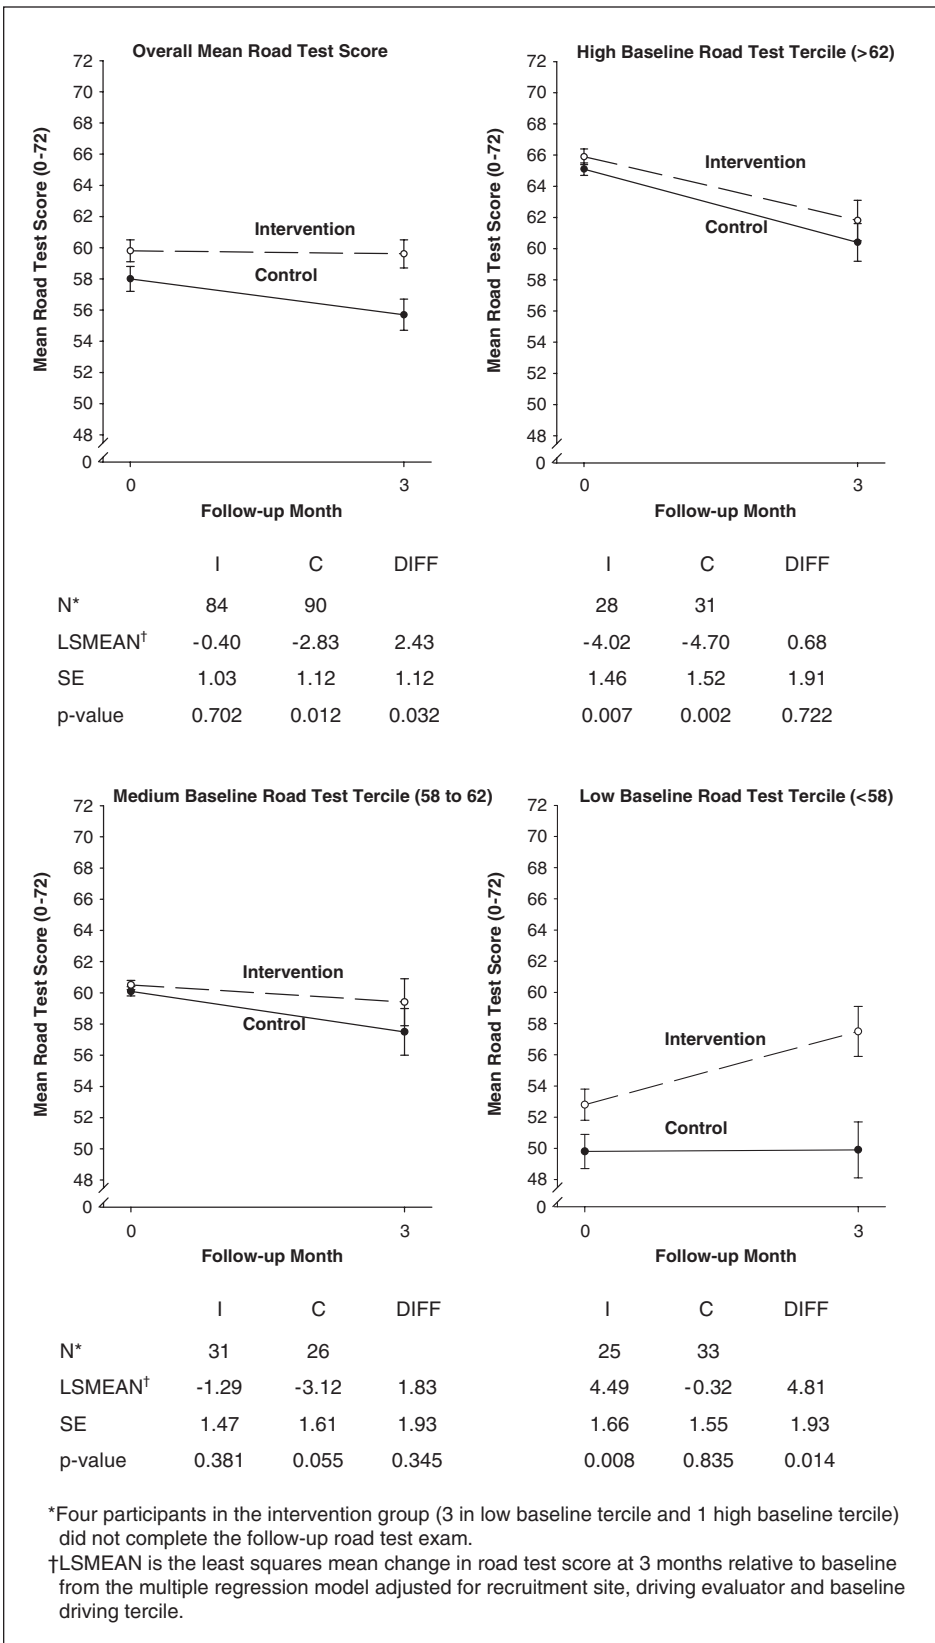 Overall Mean Road Test Score
72
70
68
66
64
62
60
58
56
54
52
50
48
0
Mean Road Test Score (0-72)
Intervention
Control
0 3
Follow-up Month
I C DIFF
N* 84 90
LSMEAN† -0.40 -2.83 2.43
SE 1.03 1.12 1.12
p-value 0.702 0.012 0.032
High Baseline Road Test Tercile (>62)
72
70
68
66
64
62
60
58
56
54
52
50
48
0
Mean Road Test Score (0-72)
Intervention
Control
0 3
Follow-up Month
I C DIFF
28 31
-4.02 -4.70 0.68
1.46 1.52 1.91
0.007 0.002 0.722
Medium Baseline Road Test Tercile (58 to 62)
72
70
68
66
64
62
60
58
56
54
52
50
48
0
Mean Road Test Score (0-72)
Intervention
Control
0 3
Follow-up Month
I C DIFF
N* 31 26
LSMEAN† -1.29 -3.12 1.83
SE 1.47 1.61 1.93
p-value 0.381 0.055 0.345
Low Baseline Road Test Tercile (<58)
72
70
68
66
64
62
60
58
56
54
52
50
48
0
Mean Road Test Score (0-72)
Intervention
Control
0 3
Follow-up Month
I C DIFF
25 33
4.49 -0.32 4.81
1.66 1.55 1.93
0.008 0.835 0.014
*Four participants in the intervention group (3 in low baseline tercile and 1 high baseline tercile)
did not complete the follow-up road test exam.
†LSMEAN is the least squares mean change in road test score at 3 months relative to baseline
from the multiple regression model adjusted for recruitment site, driving evaluator and baseline
driving tercile.